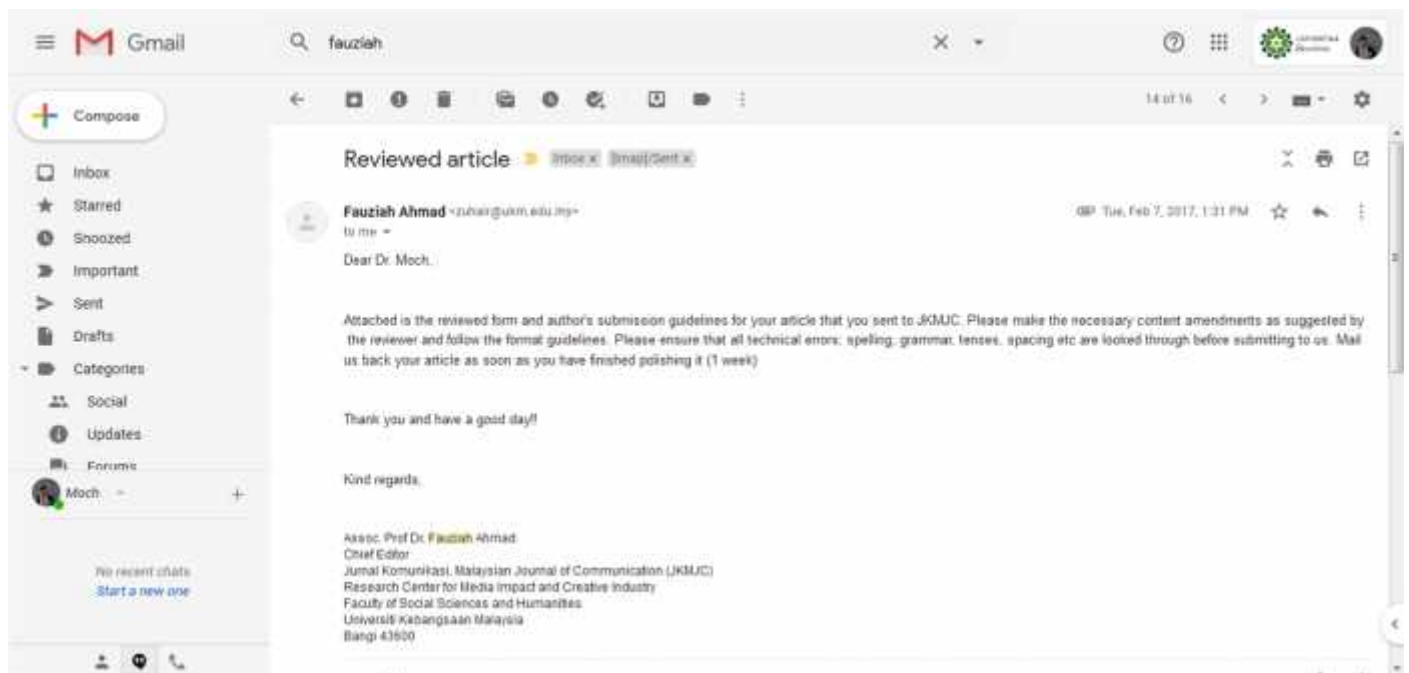 Gmail
fauziah
Compose
14 of 16
Inbox
Starred
Snoozed
Important
Sent
Drafts
Categories
Social
Updates
Forums
Moch
No recent chats
Start a new one
Reviewed article Inbox x [Imap]/Sent x
Fauziah Ahmad <zuhair@ukm.edu.my>
Tue, Feb 7, 2017, 1:31 PM
to me
Dear Dr. Moch.
Attached is the reviewed form and author's submission guidelines for your article that you sent to JKMJC. Please make the necessary content amendments as suggested by
the reviewer and follow the format guidelines. Please ensure that all technical errors; spelling, grammar, tenses, spacing etc are looked through before submitting to us. Mail
us back your article as soon as you have finished polishing it (1 week)
Thank you and have a good day!!
Kind regards,
Assoc. Prof Dr. Fauziah Ahmad
Chief Editor
Jurnal Komunikasi, Malaysian Journal of Communication (JKMJC)
Research Center for Media Impact and Creative Industry
Faculty of Social Sciences and Humanities
Universiti Kebangsaan Malaysia
Bangi 43600